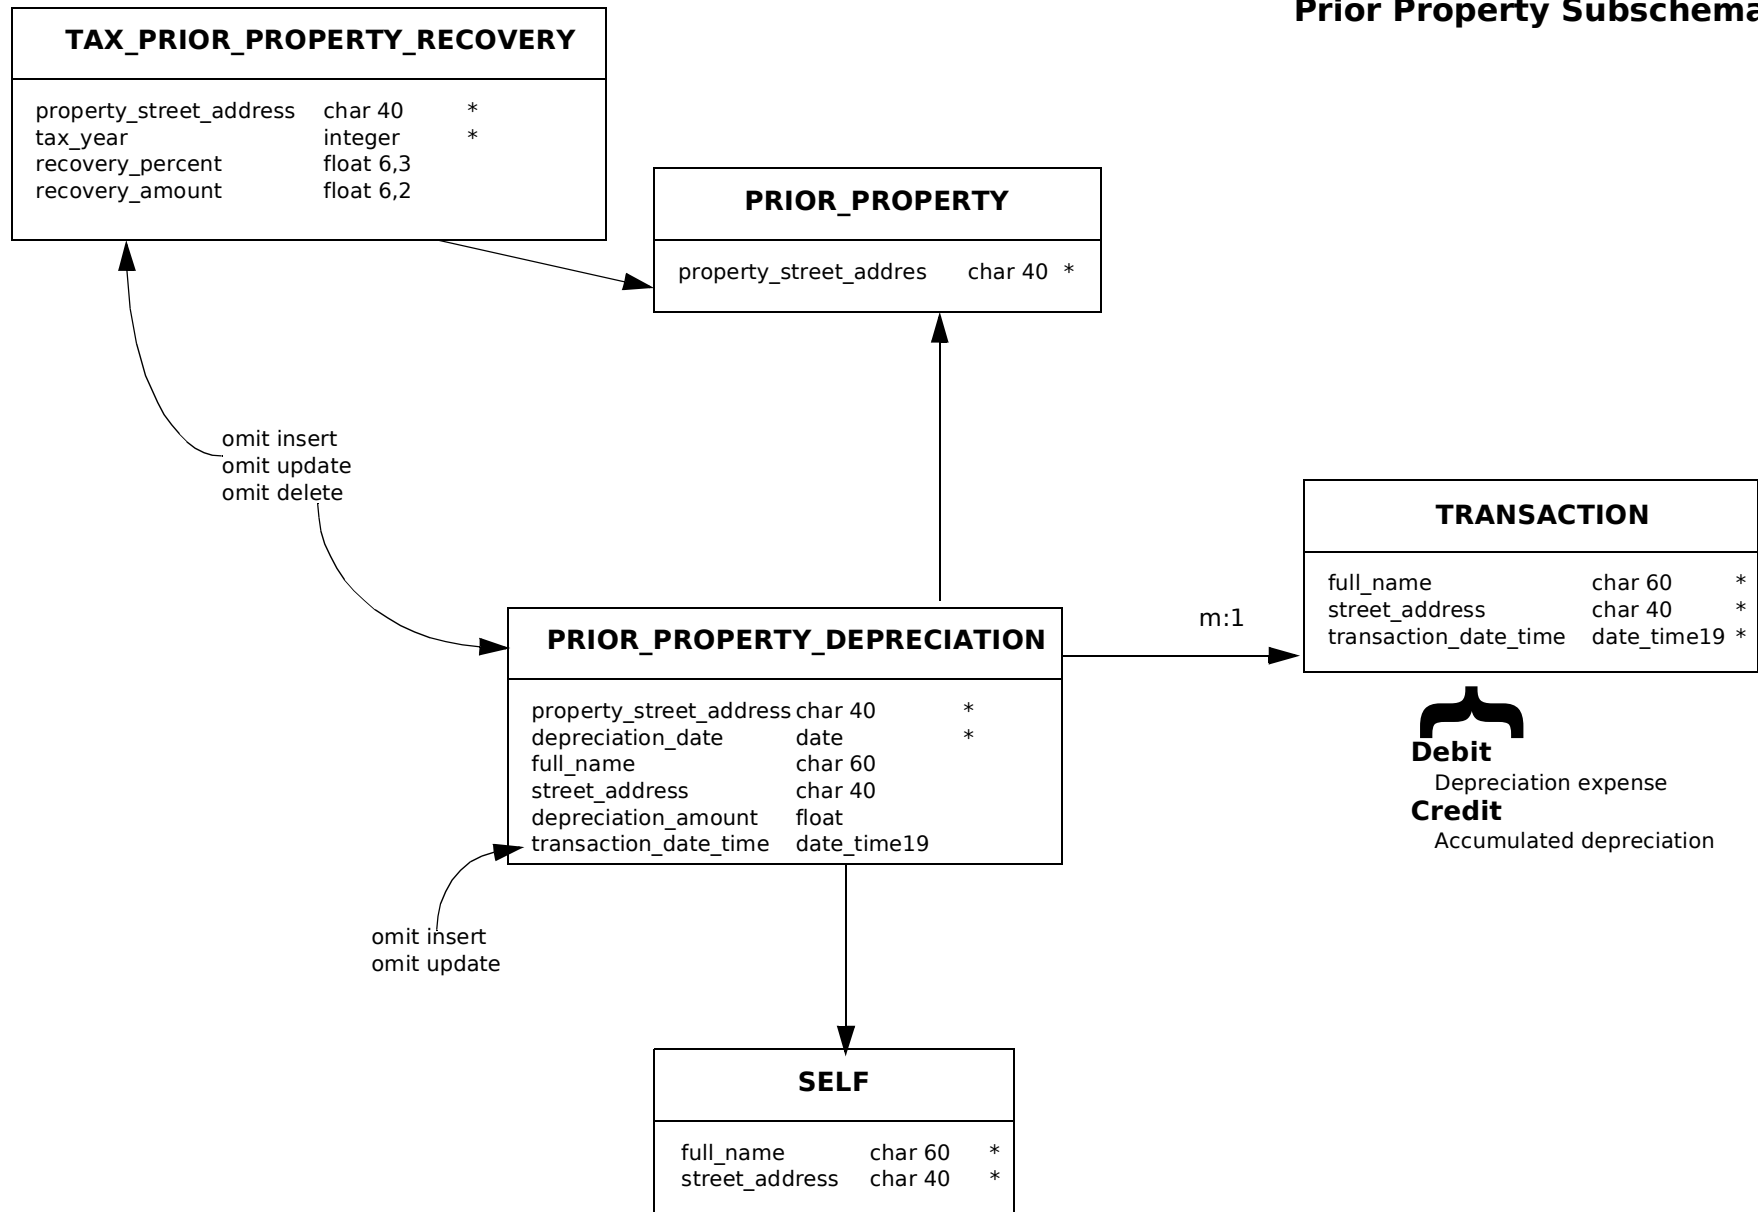 Prior Property Subschema
TAX_PRIOR_PROPERTY_RECOVERY
property_street_address char 40 *
tax_year integer *
recovery_percent float 6,3
recovery_amount float 6,2
PRIOR_PROPERTY
property_street_addres char 40 *
omit insert
omit update
omit delete
TRANSACTION
full_name char 60 *
street_address char 40 *
transaction_date_time date_time19 *
m:1
PRIOR_PROPERTY_DEPRECIATION
property_street_address char 40 *
depreciation_date date *
full_name char 60
street_address char 40
depreciation_amount float
transaction_date_time date_time19
Debit
Depreciation expense
Credit
Accumulated depreciation
omit insert
omit update
SELF
full_name char 60 *
street_address char 40 *